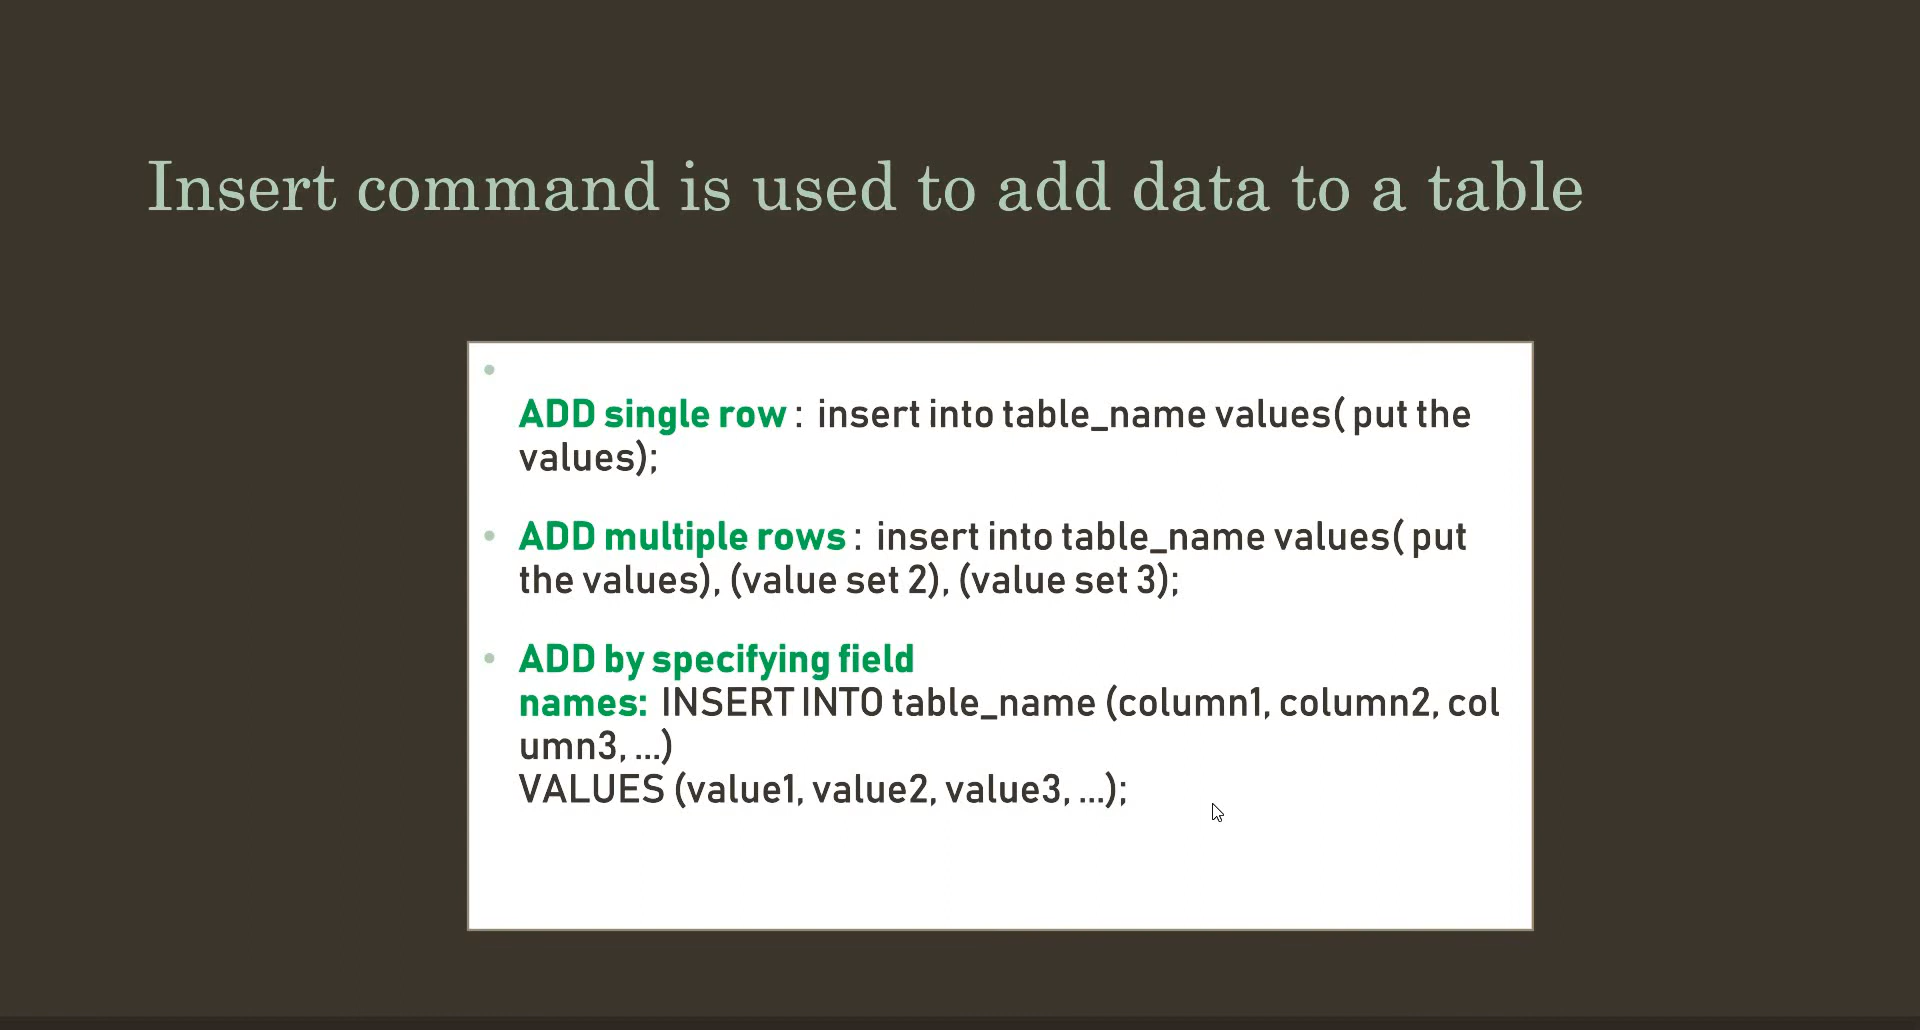 Insert command is used to add data to a table
ADD single row : insert into table_name values( put the
values);
ADD multiple rows : insert into table_name values( put
the values), (value set 2), (value set 3);
ADD by specifying field
names: INSERT INTO table_name (column1, column2, col
umn3, ...)
VALUES (value1, value2, value3, ...);